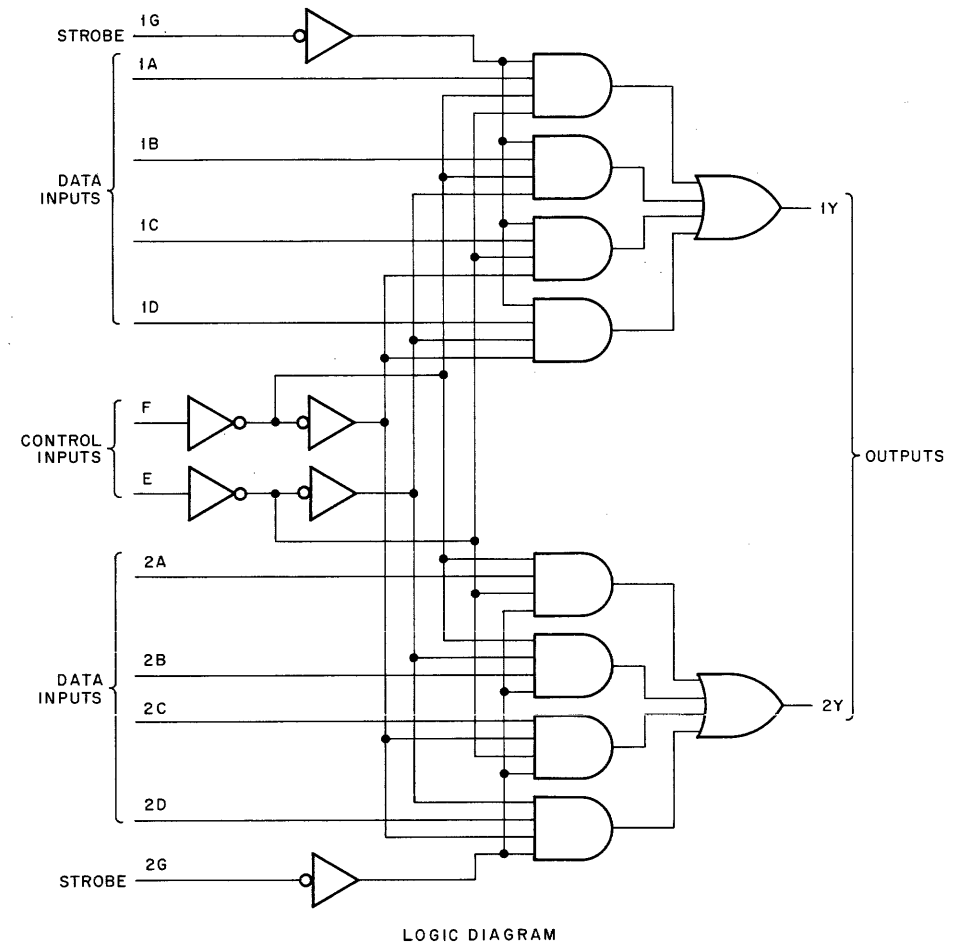 STROBE
1G
1A
1B
DATA
INPUTS
1C
1D
1Y
F
CONTROL
INPUTS
E
OUTPUTS
2A
2B
DATA
INPUTS
2C
2Y
2D
STROBE
2G
LOGIC DIAGRAM